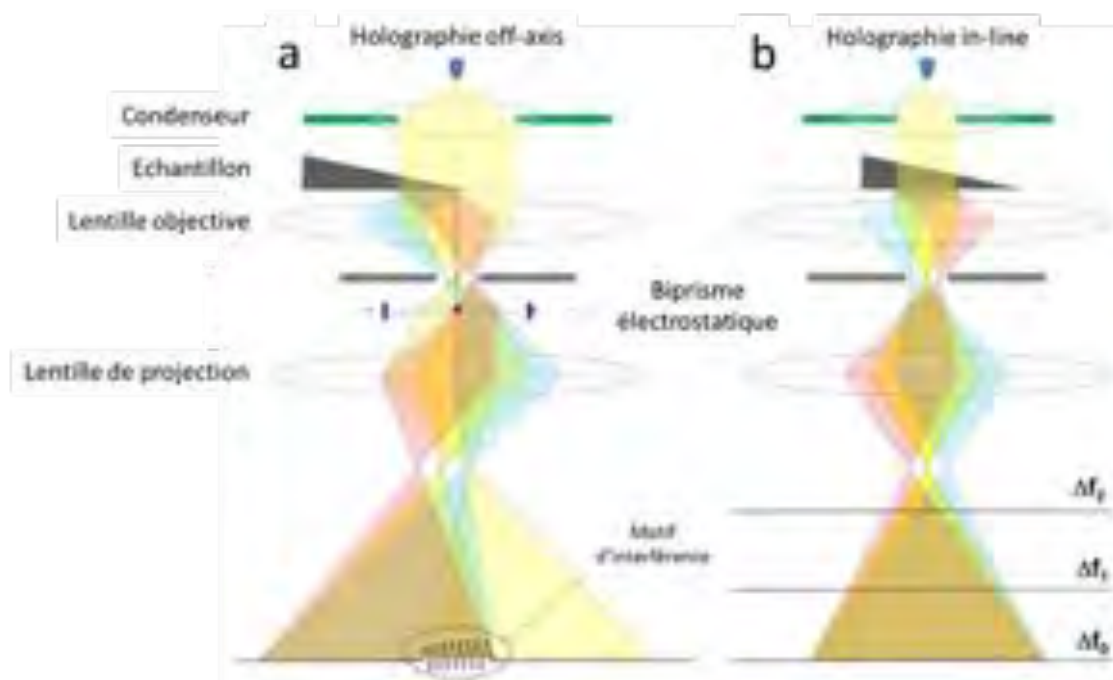 a
Holographie off-axis
b
Holographie in-line
Condenseur
Echantillon
Lentille objective
Biprisme
électrostatique
Lentille de projection
Motif
d'interférence
Δf₂
Δf₁
Δf₀